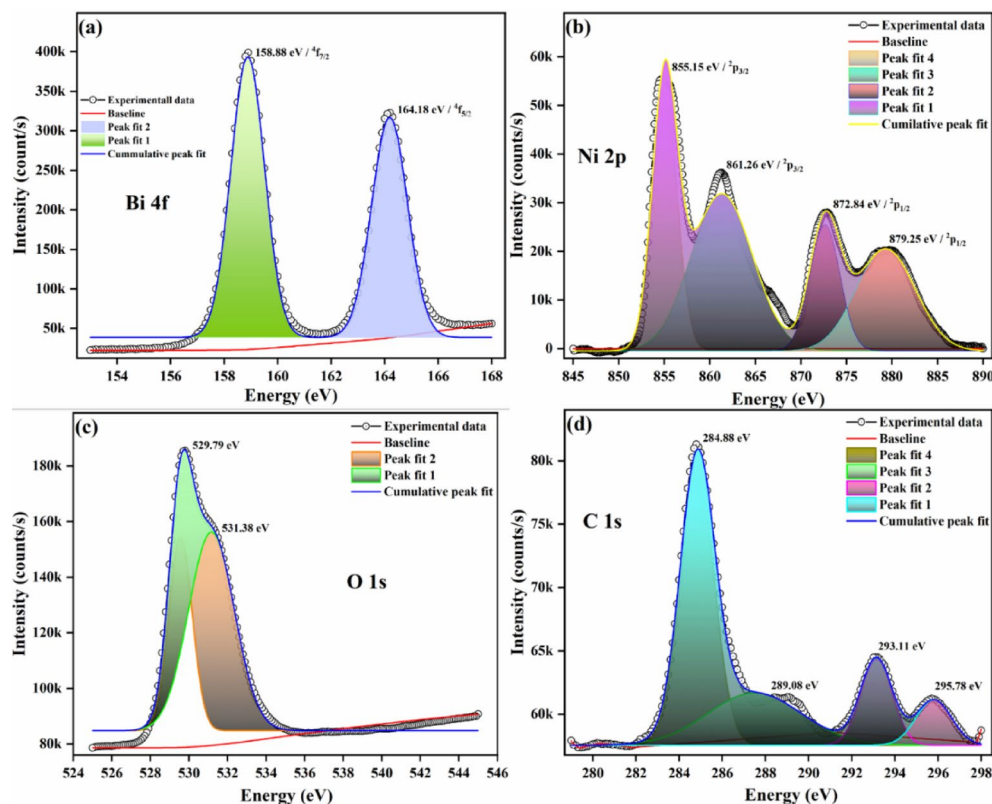 (a)
158.88 eV / ⁴f₇/₂
164.18 eV / ⁴f₅/₂
Experimentall data
Baseline
Peak fit 2
Peak fit 1
Cummulative peak fit
Bi 4f
Intensity (counts/s)
400k
350k
300k
250k
200k
150k
100k
50k
154 156 158 160 162 164 166 168
Energy (eV)
(b)
855.15 eV / ²p₃/₂
861.26 eV / ²p₃/₂
872.84 eV / ²p₁/₂
879.25 eV / ²p₁/₂
Experimental data
Baseline
Peak fit 4
Peak fit 3
Peak fit 2
Peak fit 1
Cumilative peak fit
Ni 2p
Intensity (counts/s)
60k
50k
40k
30k
20k
10k
0
845 850 855 860 865 870 875 880 885 890
Energy (eV)
(c)
529.79 eV
531.38 eV
Experimental data
Baseline
Peak fit 2
Peak fit 1
Cumulative peak fit
O 1s
Intensity (counts/s)
180k
160k
140k
120k
100k
80k
524 526 528 530 532 534 536 538 540 542 544 546
Energy (eV)
(d)
284.88 eV
289.08 eV
293.11 eV
295.78 eV
Experimental data
Baseline
Peak fit 4
Peak fit 3
Peak fit 2
Peak fit 1
Cumulative peak fit
C 1s
Intensity (counts/s)
80k
75k
70k
65k
60k
280 282 284 286 288 290 292 294 296 298
Energy (eV)